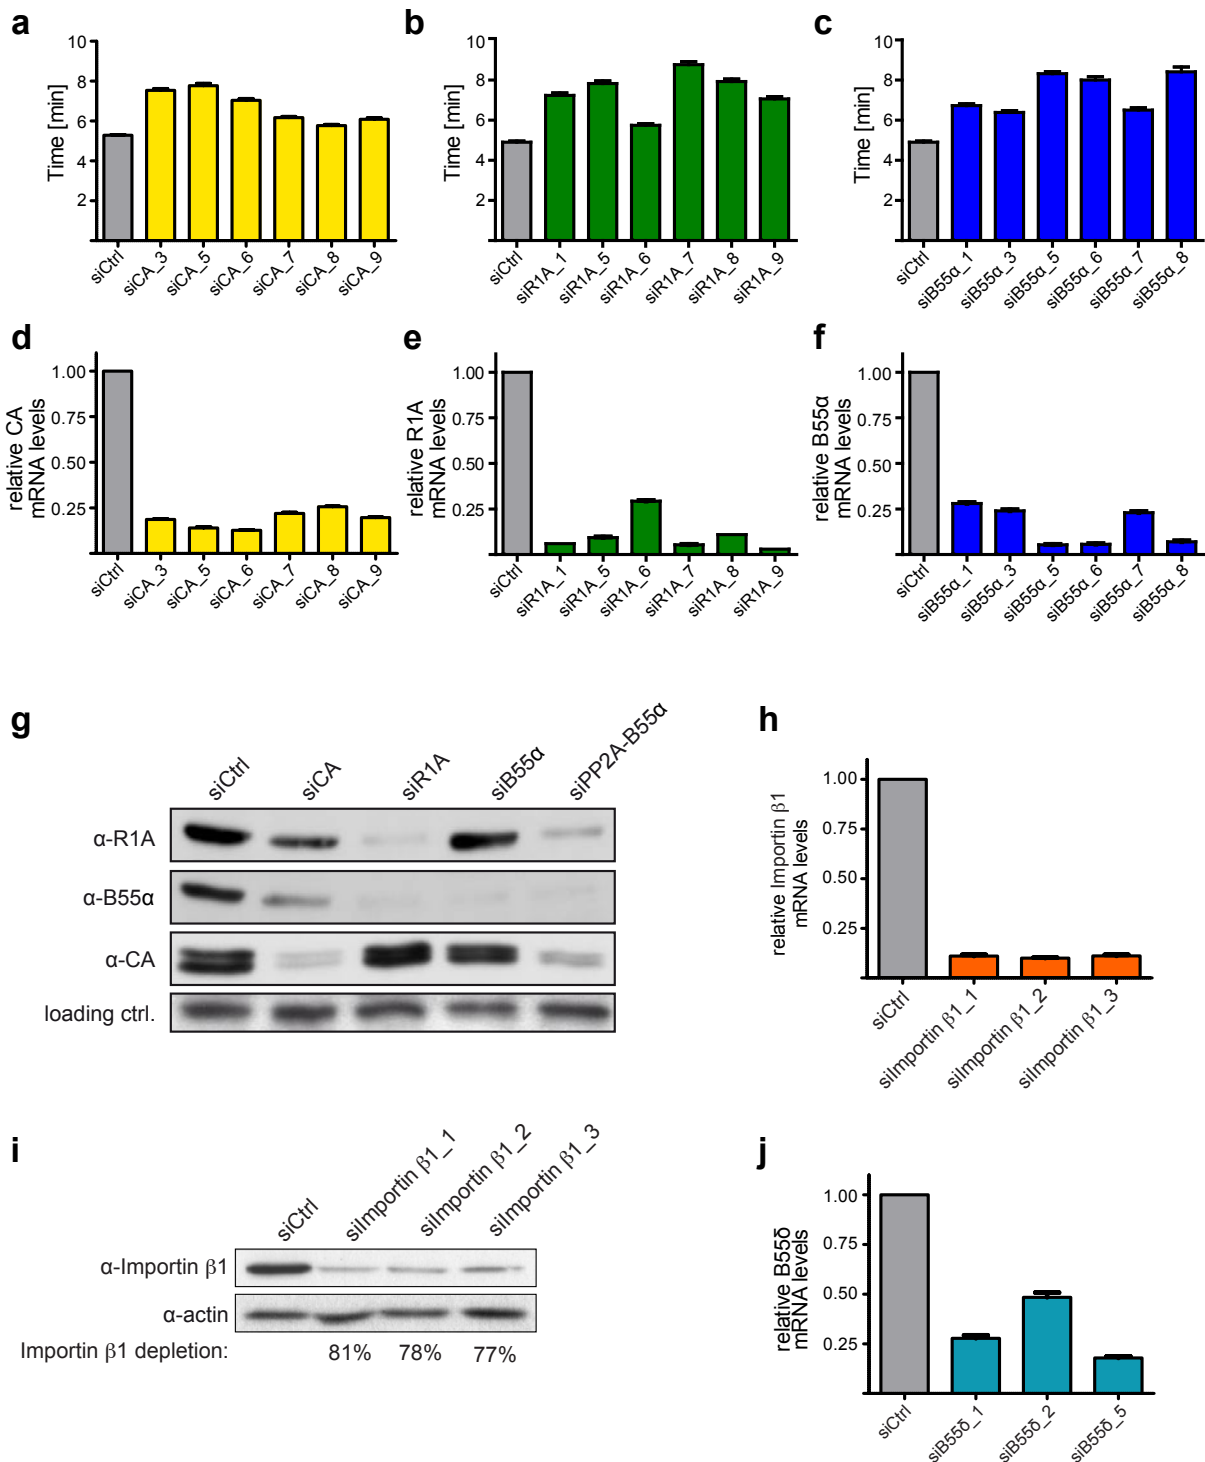 a
10
8
6
4
2
Time [min]
siCtrl
siCA_3
siCA_5
siCA_6
siCA_7
siCA_8
siCA_9
b
10
8
6
4
2
Time [min]
siCtrl
siR1A_1
siR1A_5
siR1A_6
siR1A_7
siR1A_8
siR1A_9
c
10
8
6
4
2
Time [min]
siCtrl
siB55α_1
siB55α_3
siB55α_5
siB55α_6
siB55α_7
siB55α_8
d
1.00
0.75
0.50
0.25
relative CA
mRNA levels
siCtrl
siCA_3
siCA_5
siCA_6
siCA_7
siCA_8
siCA_9
e
1.00
0.75
0.50
0.25
relative R1A
mRNA levels
siCtrl
siR1A_1
siR1A_5
siR1A_6
siR1A_7
siR1A_8
siR1A_9
f
1.00
0.75
0.50
0.25
relative B55α
mRNA levels
siCtrl
siB55α_1
siB55α_3
siB55α_5
siB55α_6
siB55α_7
siB55α_8
g
siCtrl
siCA
siR1A
siB55α
siPP2A-B55α
α-R1A
α-B55α
α-CA
loading ctrl.
h
1.00
0.75
0.50
0.25
relative Importin β1
mRNA levels
siCtrl
siImportin β1_1
siImportin β1_2
siImportin β1_3
i
siCtrl
siImportin β1_1
siImportin β1_2
siImportin β1_3
α-Importin β1
α-actin
Importin β1 depletion: 81% 78% 77%
j
1.00
0.75
0.50
0.25
relative B55δ
mRNA levels
siCtrl
siB55δ_1
siB55δ_2
siB55δ_5